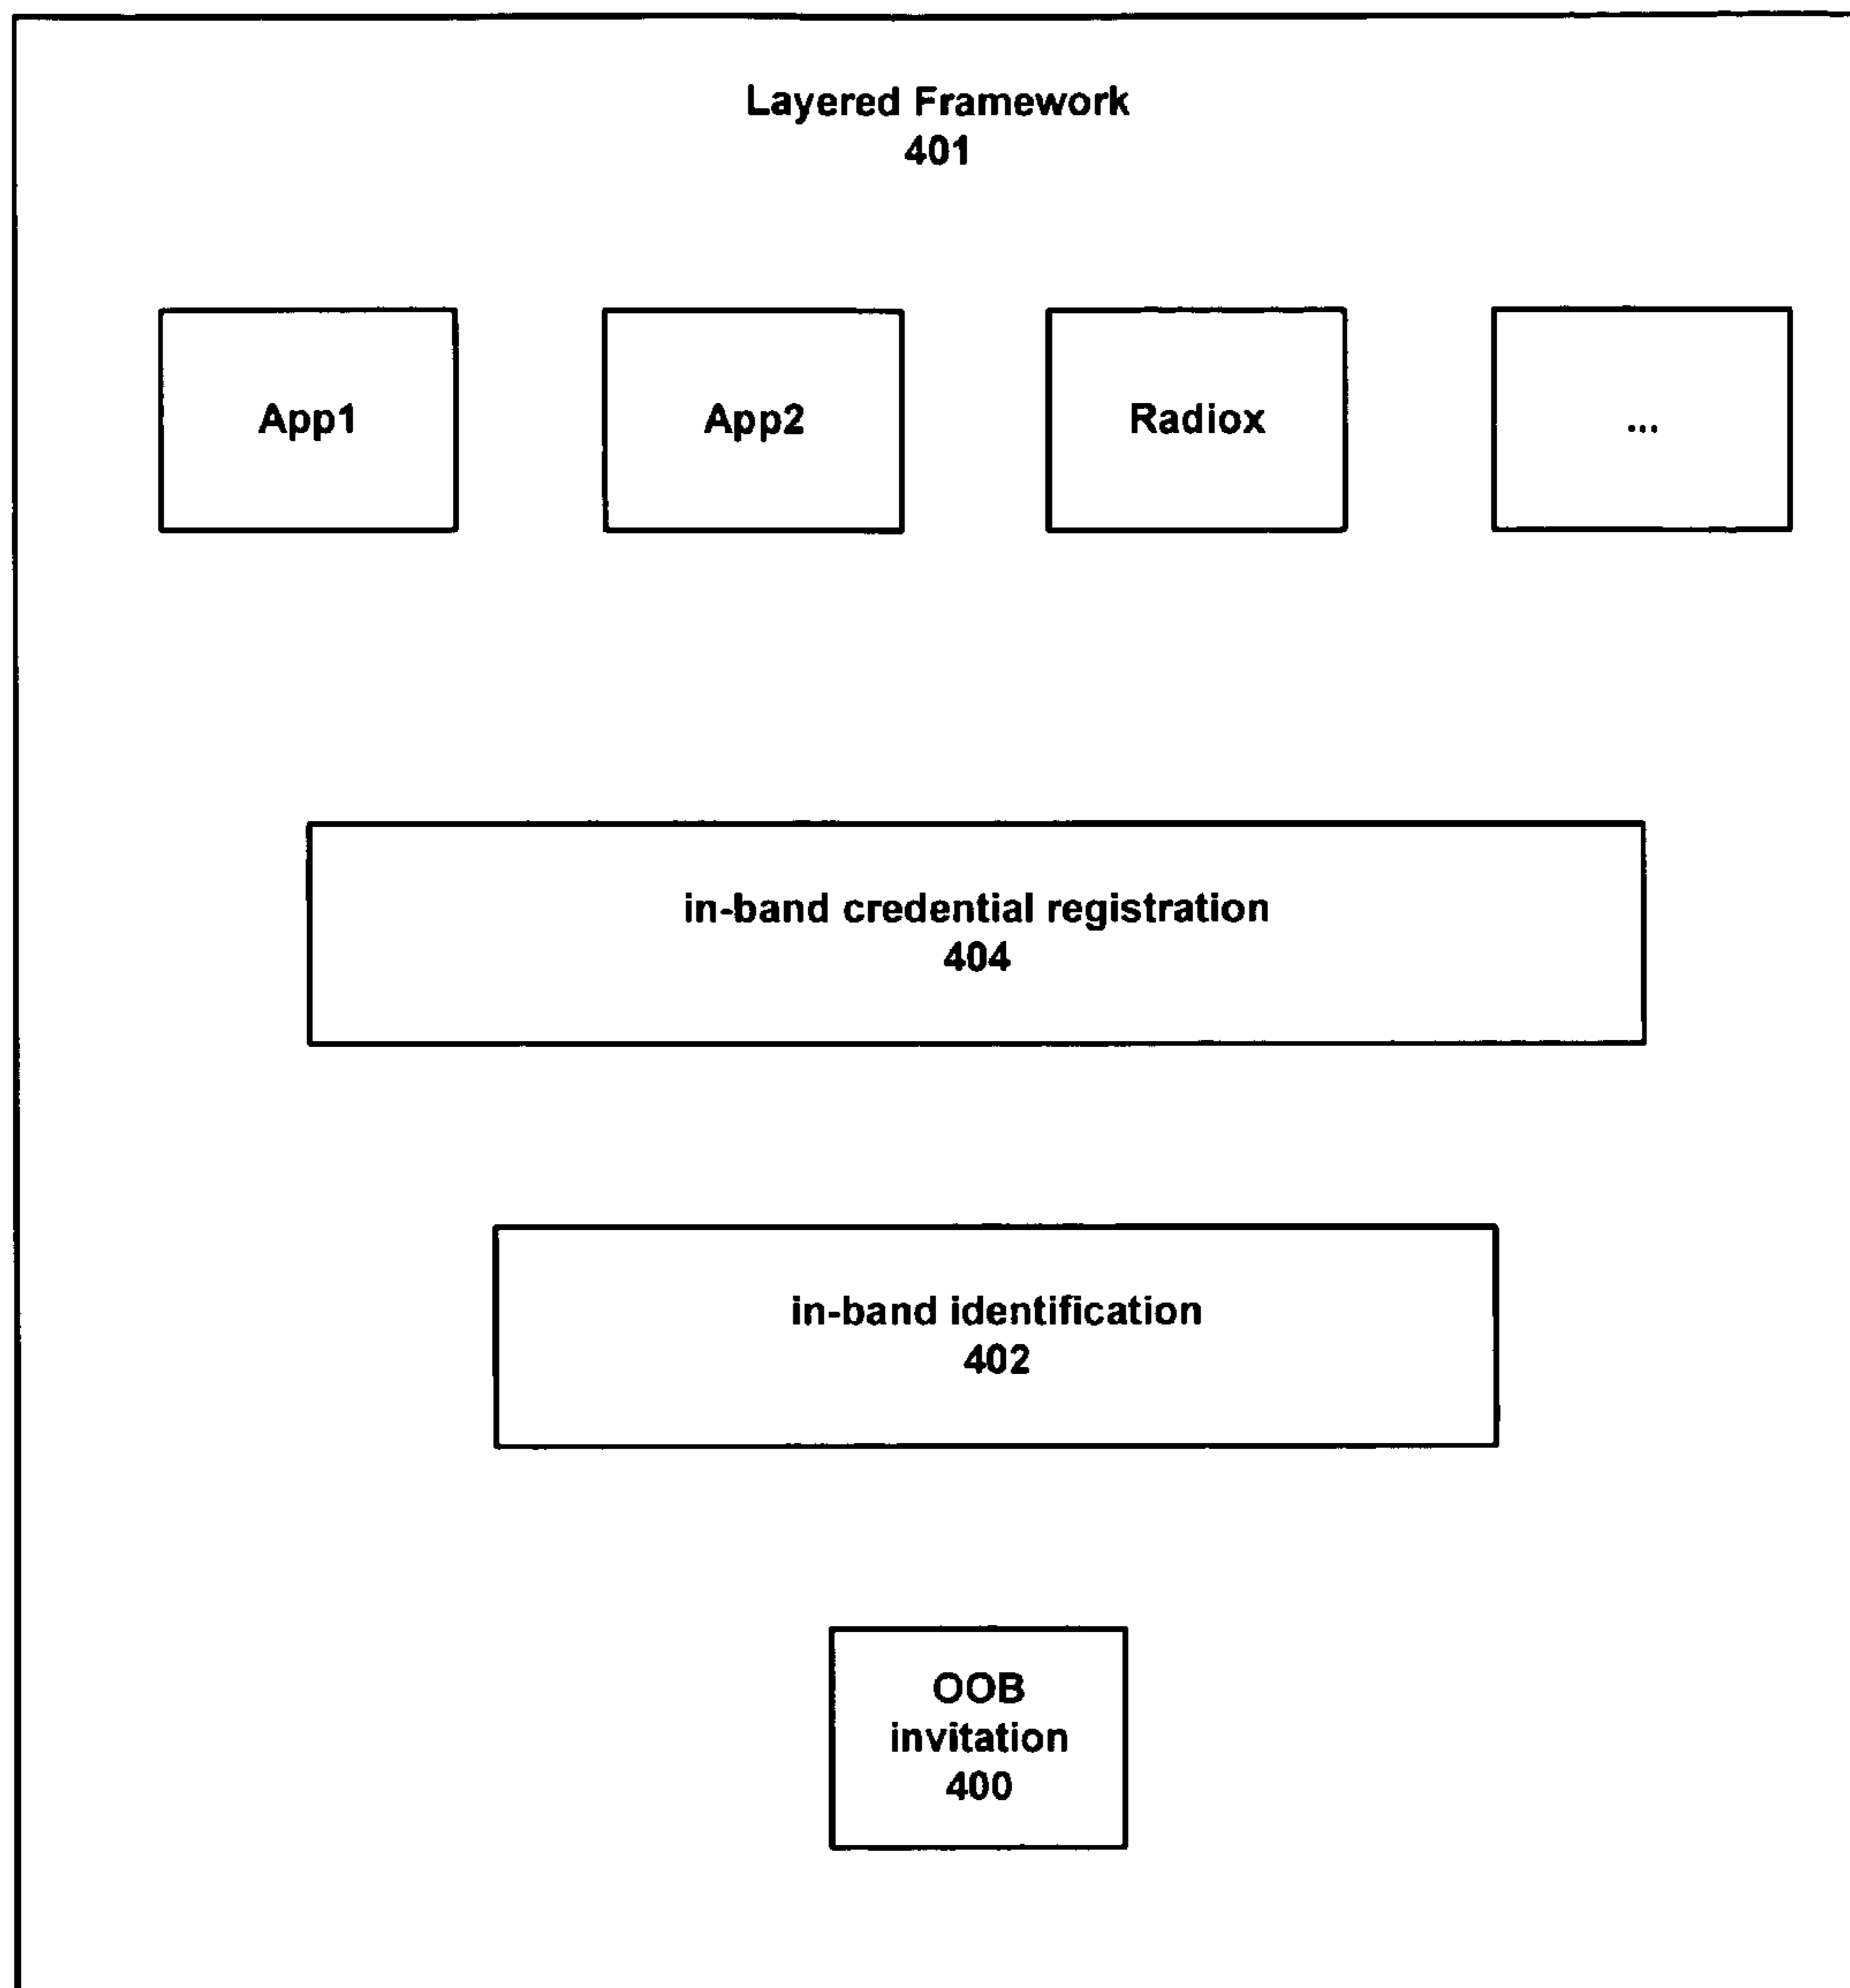 Layered Framework
401
App1
App2
Radiox
...
in-band credential registration
404
in-band identification
402
OOB
invitation
400